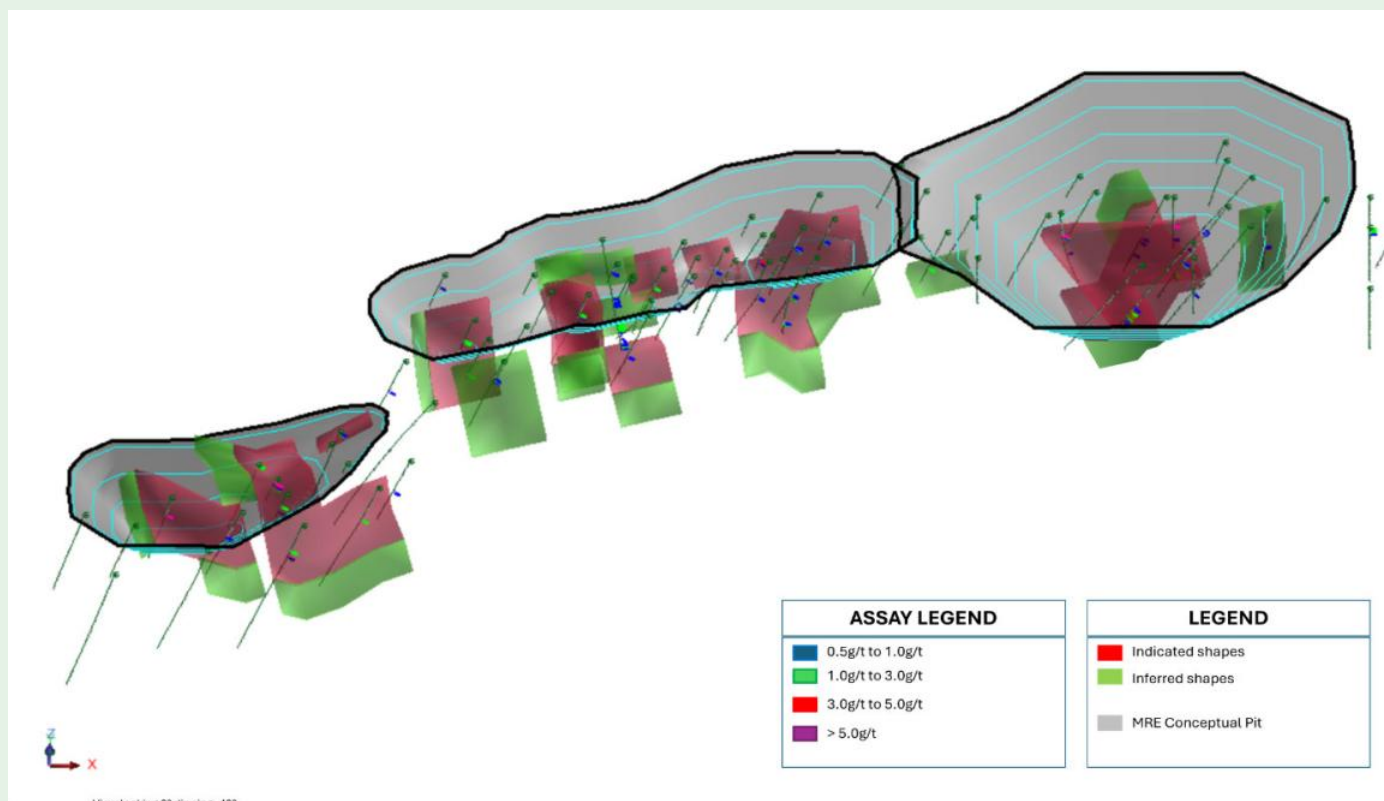 ASSAY LEGEND
0.5g/t to 1.0g/t
1.0g/t to 3.0g/t
3.0g/t to 5.0g/t
> 5.0g/t
LEGEND
Indicated shapes
Inferred shapes
MRE Conceptual Pit
Z
X